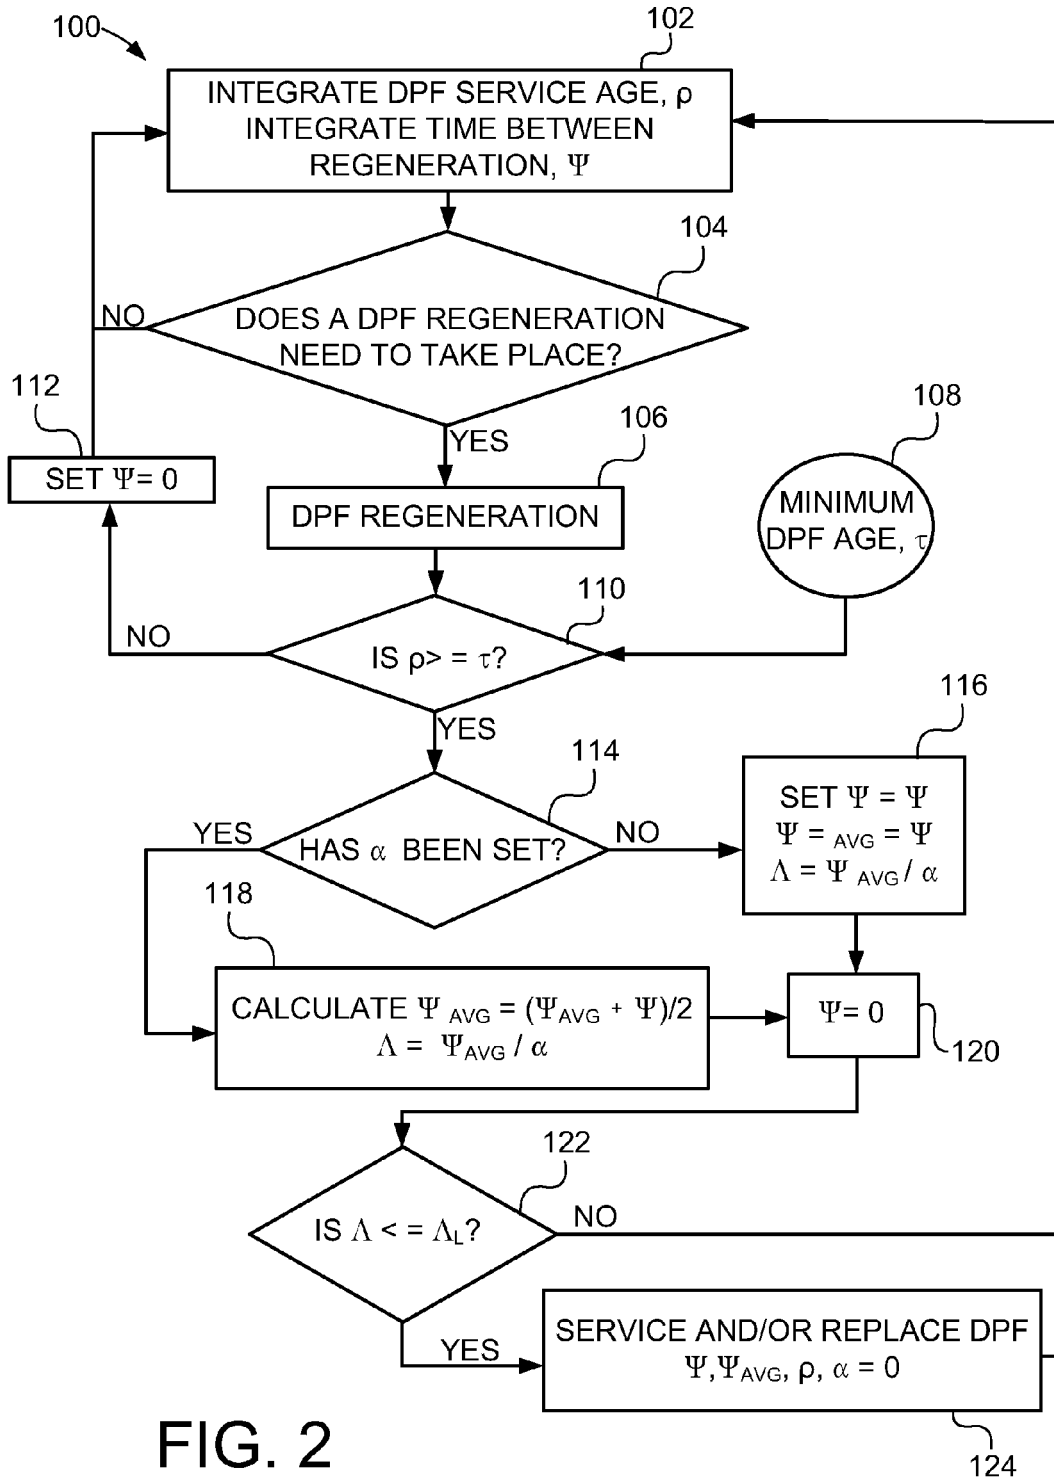 100
102
INTEGRATE DPF SERVICE AGE, ρ
INTEGRATE TIME BETWEEN
REGENERATION, Ψ
104
DOES A DPF REGENERATION
NEED TO TAKE PLACE?
NO
YES
112
SET Ψ= 0
106
DPF REGENERATION
108
MINIMUM
DPF AGE, τ
110
IS ρ> = τ?
NO
YES
114
HAS α BEEN SET?
YES
NO
116
SET Ψ = Ψ
Ψ = AVG = Ψ
Λ = Ψ AVG / α
118
CALCULATE Ψ AVG = (ΨAVG + Ψ)/2
Λ = ΨAVG / α
Ψ= 0
120
122
IS Λ < = ΛL?
NO
YES
SERVICE AND/OR REPLACE DPF
Ψ,ΨAVG, ρ, α = 0
124
FIG. 2